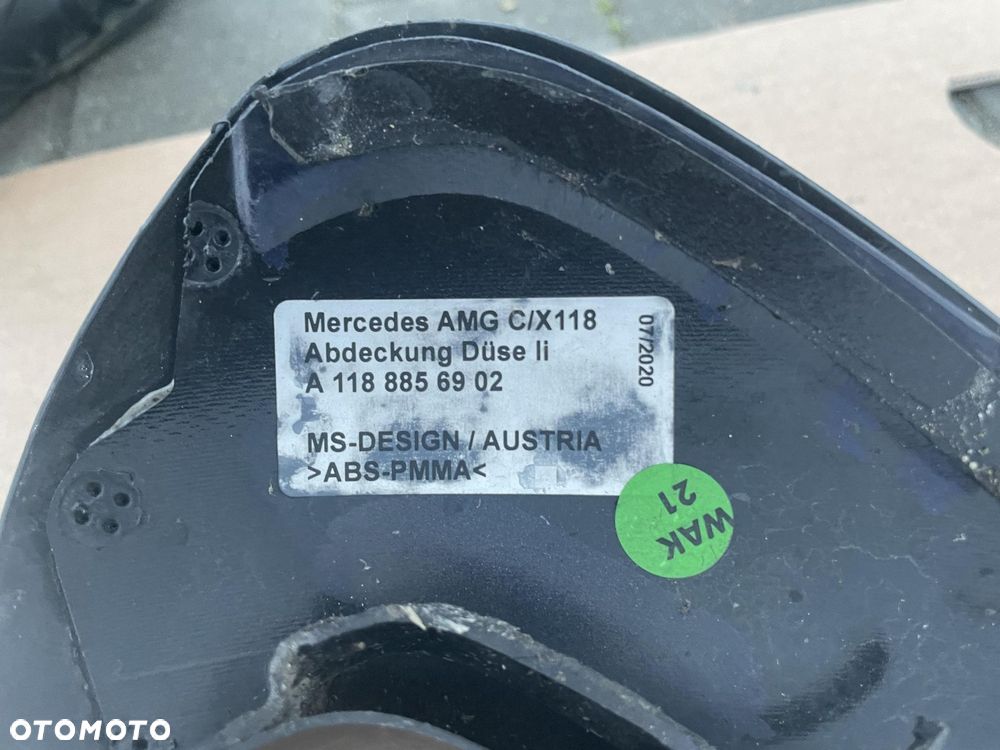 Mercedes AMG C/X118
Abdeckung Düse li
A 118 885 69 02
07/2020
MS-DESIGN / AUSTRIA
>ABS-PMMA<
WAK
21
OTOMOTO